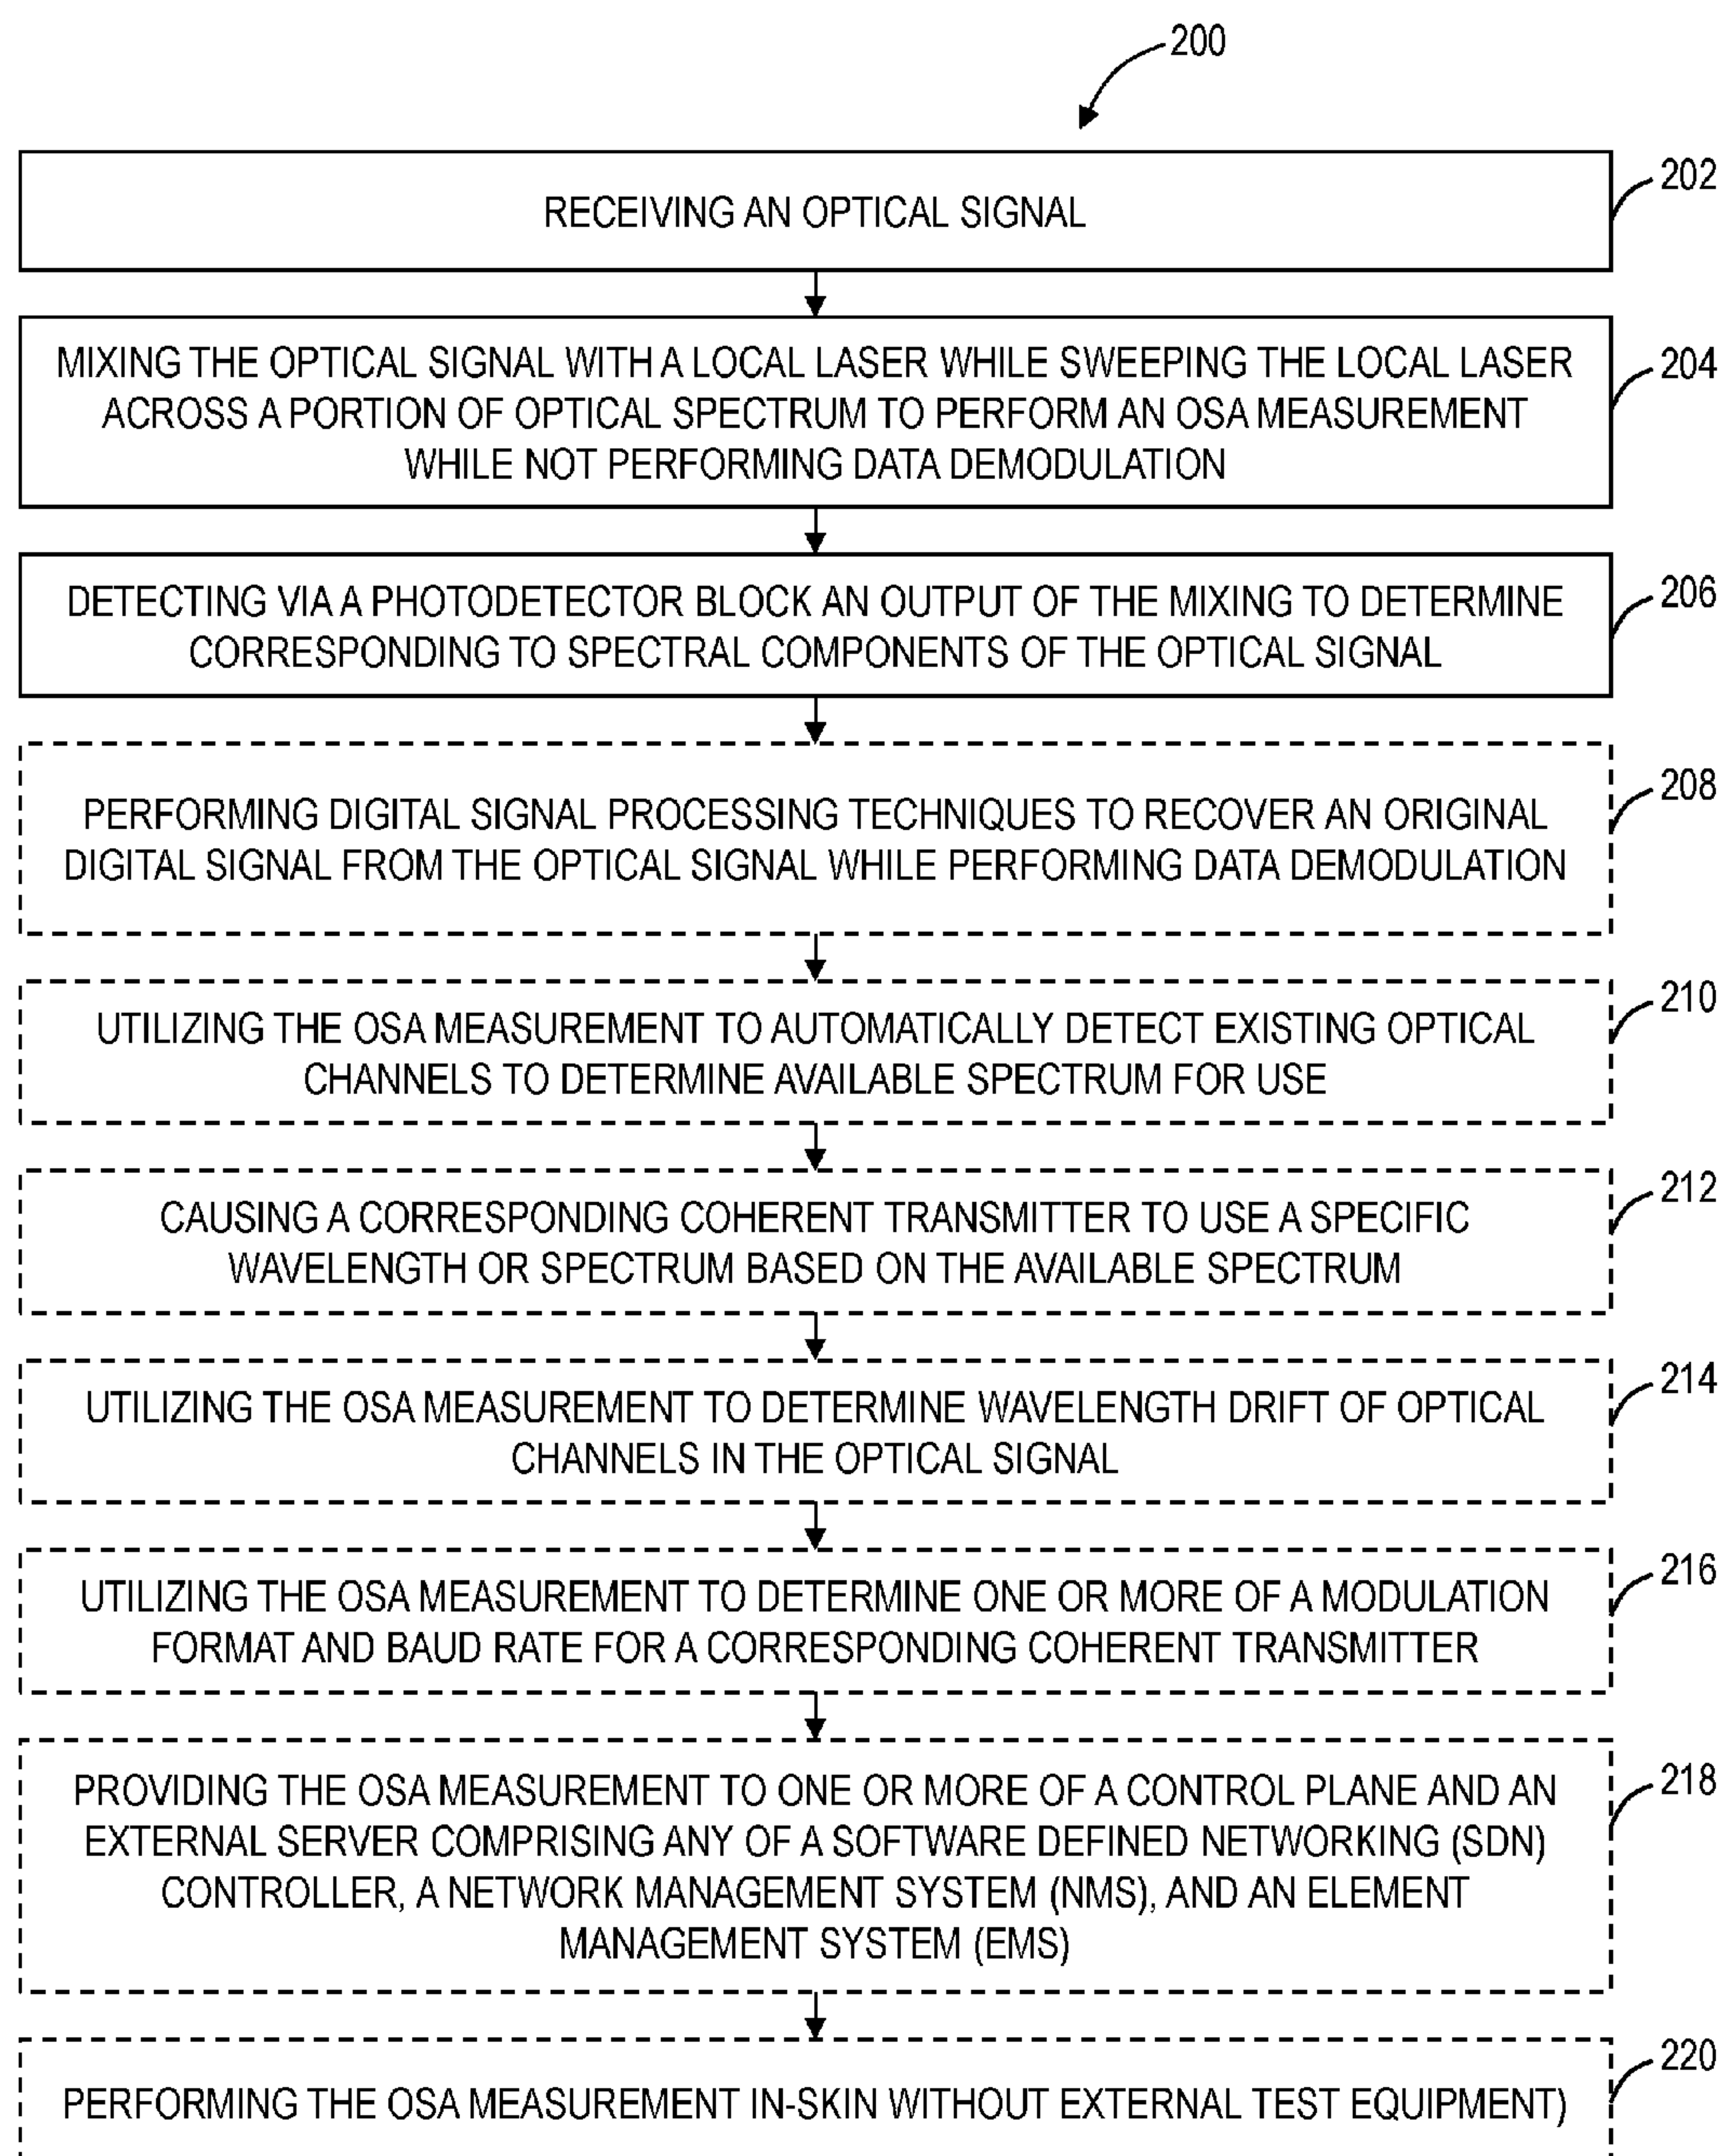 200
RECEIVING AN OPTICAL SIGNAL
202
MIXING THE OPTICAL SIGNAL WITH A LOCAL LASER WHILE SWEEPING THE LOCAL LASER
ACROSS A PORTION OF OPTICAL SPECTRUM TO PERFORM AN OSA MEASUREMENT
WHILE NOT PERFORMING DATA DEMODULATION
204
DETECTING VIA A PHOTODETECTOR BLOCK AN OUTPUT OF THE MIXING TO DETERMINE
CORRESPONDING TO SPECTRAL COMPONENTS OF THE OPTICAL SIGNAL
206
PERFORMING DIGITAL SIGNAL PROCESSING TECHNIQUES TO RECOVER AN ORIGINAL
DIGITAL SIGNAL FROM THE OPTICAL SIGNAL WHILE PERFORMING DATA DEMODULATION
208
UTILIZING THE OSA MEASUREMENT TO AUTOMATICALLY DETECT EXISTING OPTICAL
CHANNELS TO DETERMINE AVAILABLE SPECTRUM FOR USE
210
CAUSING A CORRESPONDING COHERENT TRANSMITTER TO USE A SPECIFIC
WAVELENGTH OR SPECTRUM BASED ON THE AVAILABLE SPECTRUM
212
UTILIZING THE OSA MEASUREMENT TO DETERMINE WAVELENGTH DRIFT OF OPTICAL
CHANNELS IN THE OPTICAL SIGNAL
214
UTILIZING THE OSA MEASUREMENT TO DETERMINE ONE OR MORE OF A MODULATION
FORMAT AND BAUD RATE FOR A CORRESPONDING COHERENT TRANSMITTER
216
PROVIDING THE OSA MEASUREMENT TO ONE OR MORE OF A CONTROL PLANE AND AN
EXTERNAL SERVER COMPRISING ANY OF A SOFTWARE DEFINED NETWORKING (SDN)
CONTROLLER, A NETWORK MANAGEMENT SYSTEM (NMS), AND AN ELEMENT
MANAGEMENT SYSTEM (EMS)
218
PERFORMING THE OSA MEASUREMENT IN-SKIN WITHOUT EXTERNAL TEST EQUIPMENT)
220